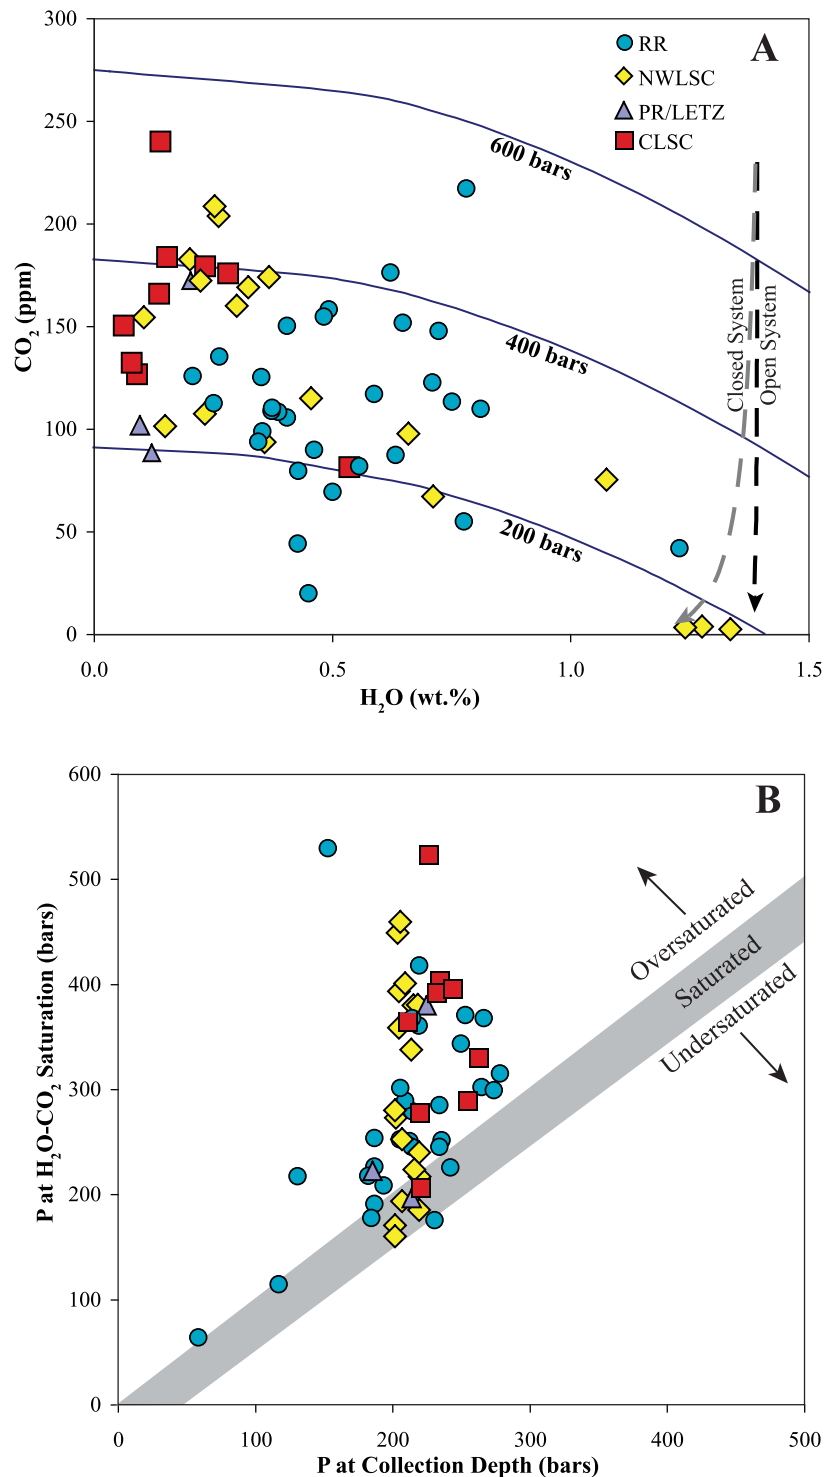 300
250
200
150
100
50
0
CO2 (ppm)
A
RR
NWLSC
PR/LETZ
CLSC
600 bars
400 bars
200 bars
Closed System
Open System
0.0
0.5
1.0
1.5
H2O (wt.%)
600
500
400
300
200
100
0
P at H2O-CO2 Saturation (bars)
B
Oversaturated
Saturated
Undersaturated
0
100
200
300
400
500
P at Collection Depth (bars)